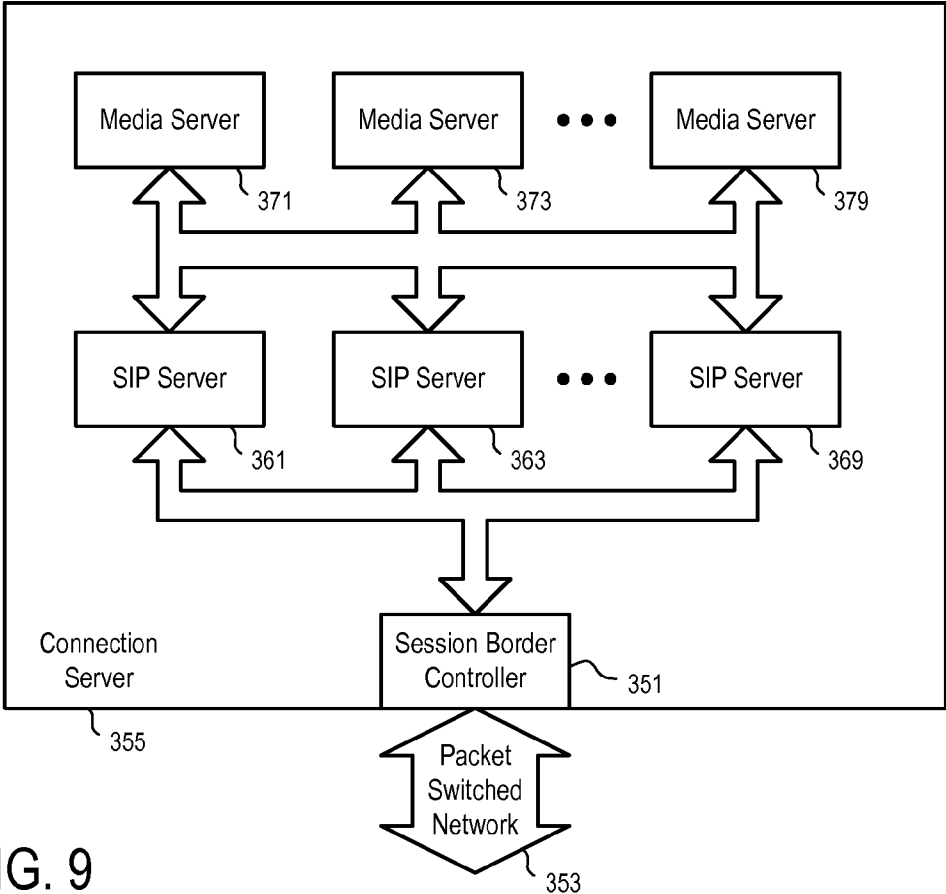 Media Server
Media Server
Media Server
371
373
379
SIP Server
SIP Server
SIP Server
361
363
369
Session Border
Controller
351
Connection
Server
355
Packet
Switched
Network
353
IG. 9